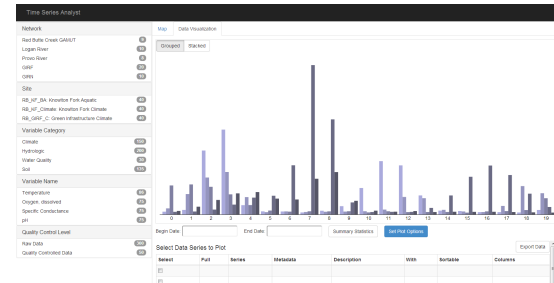 Time Series Analyst
Network
Red Butte Creek GAMUT
Logan River
Provo River
GIRF
GIRN
Site
RB_KF_BA: Knowlton Fork Aquatic
RB_KF_Climate: Knowlton Fork Climate
RB_GIRF_C: Green Infrastructure Climate
Variable Category
Climate
Hydrologic
Water Quality
Soil
Variable Name
Temperature
Oxygen, dissolved
Specific Conductance
pH
Quality Control Level
Raw Data
Quality Controlled Data
Map Data Visualization
Grouped Stacked
0 1 2 3 4 5 6 7 8 9 10 11 12 13 14 15 16 17 18 19
Begin Date: End Date: Summary Statistics Set Plot Options
Select Data Series to Plot Export Data
Select Full Series Metadata Description With Sortable Columns